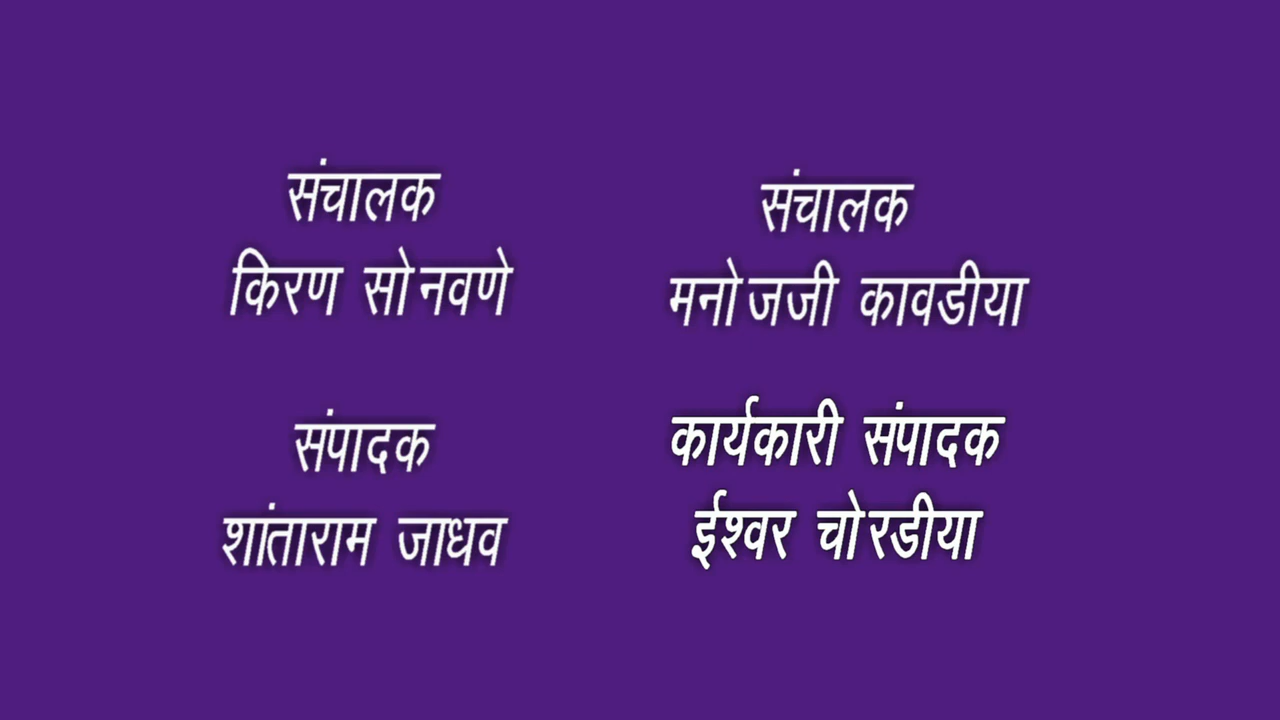 संचालक
किरण सोनवणे
संचालक
मनोजजी कावडीया
संपादक
शांताराम जाधव
कार्यकारी संपादक
ईश्वर चोरडीया